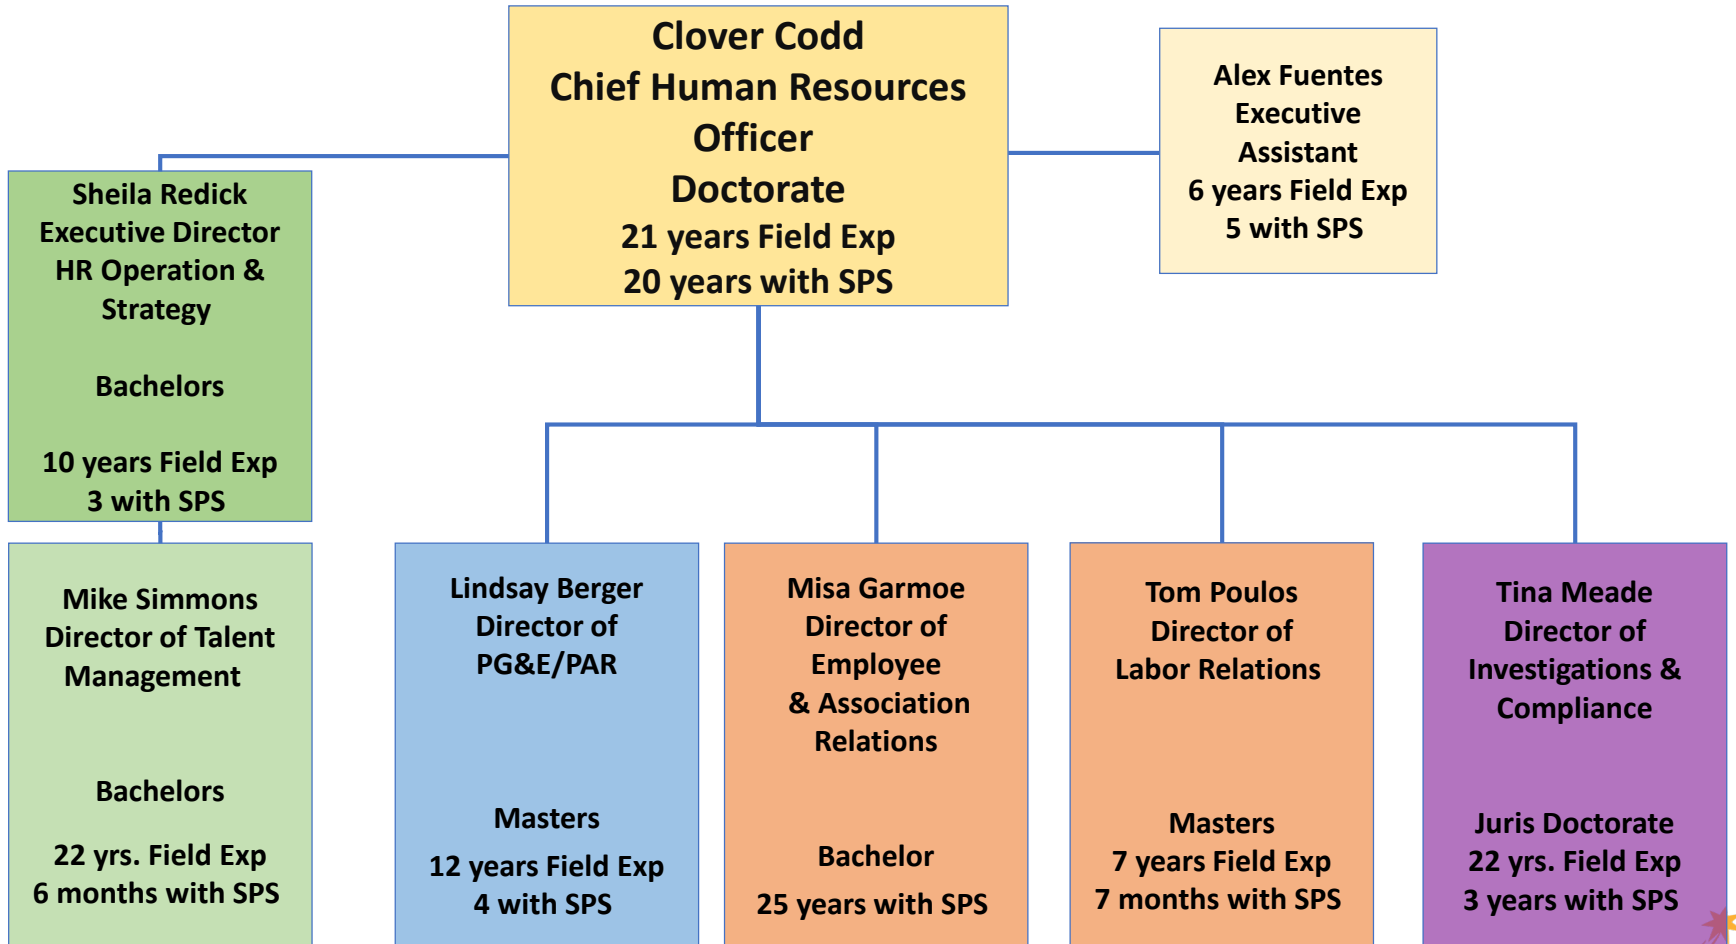 Clover Codd
Chief Human Resources
Officer
Doctorate
21 years Field Exp
20 years with SPS
Alex Fuentes
Executive
Assistant
6 years Field Exp
5 with SPS
Sheila Redick
Executive Director
HR Operation &
Strategy
Bachelors
10 years Field Exp
3 with SPS
Mike Simmons
Director of Talent
Management
Bachelors
22 yrs. Field Exp
6 months with SPS
Lindsay Berger
Director of
PG&E/PAR
Masters
12 years Field Exp
4 with SPS
Misa Garmoe
Director of
Employee
& Association
Relations
Bachelor
25 years with SPS
Tom Poulos
Director of
Labor Relations
Masters
7 years Field Exp
7 months with SPS
Tina Meade
Director of
Investigations &
Compliance
Juris Doctorate
22 yrs. Field Exp
3 years with SPS